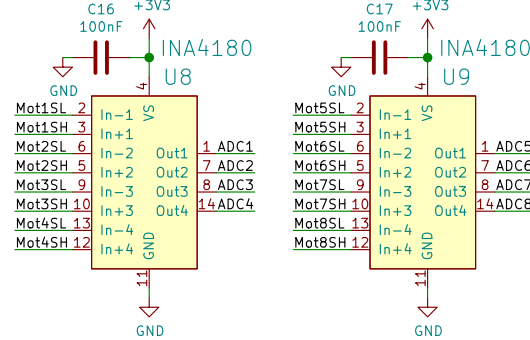 C16
100nF
+3V3
GND
INA4180
U8
4
VS
Mot1SL 2 In-1
Mot1SH 3 In+1
Mot2SL 6 In-2
Mot2SH 5 In+2
Mot3SL 9 In-3
Mot3SH 10 In+3
Mot4SL 13 In-4
Mot4SH 12 In+4
Out1 1 ADC1
Out2 7 ADC2
Out3 8 ADC3
Out4 14 ADC4
GND
11
GND
C17
100nF
+3V3
GND
INA4180
U9
4
VS
Mot5SL 2 In-1
Mot5SH 3 In+1
Mot6SL 6 In-2
Mot6SH 5 In+2
Mot7SL 9 In-3
Mot7SH 10 In+3
Mot8SL 13 In-4
Mot8SH 12 In+4
Out1 1 ADC5
Out2 7 ADC6
Out3 8 ADC7
Out4 14 ADC8
GND
11
GND